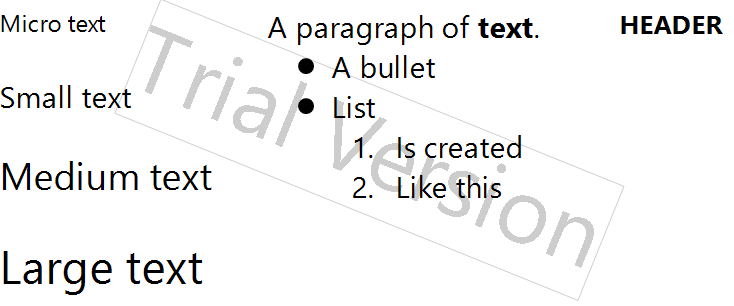 Micro text
Small text
Medium text
Large text
A paragraph of text.
● A bullet
● List
1. Is created
2. Like this
HEADER
Trial Version